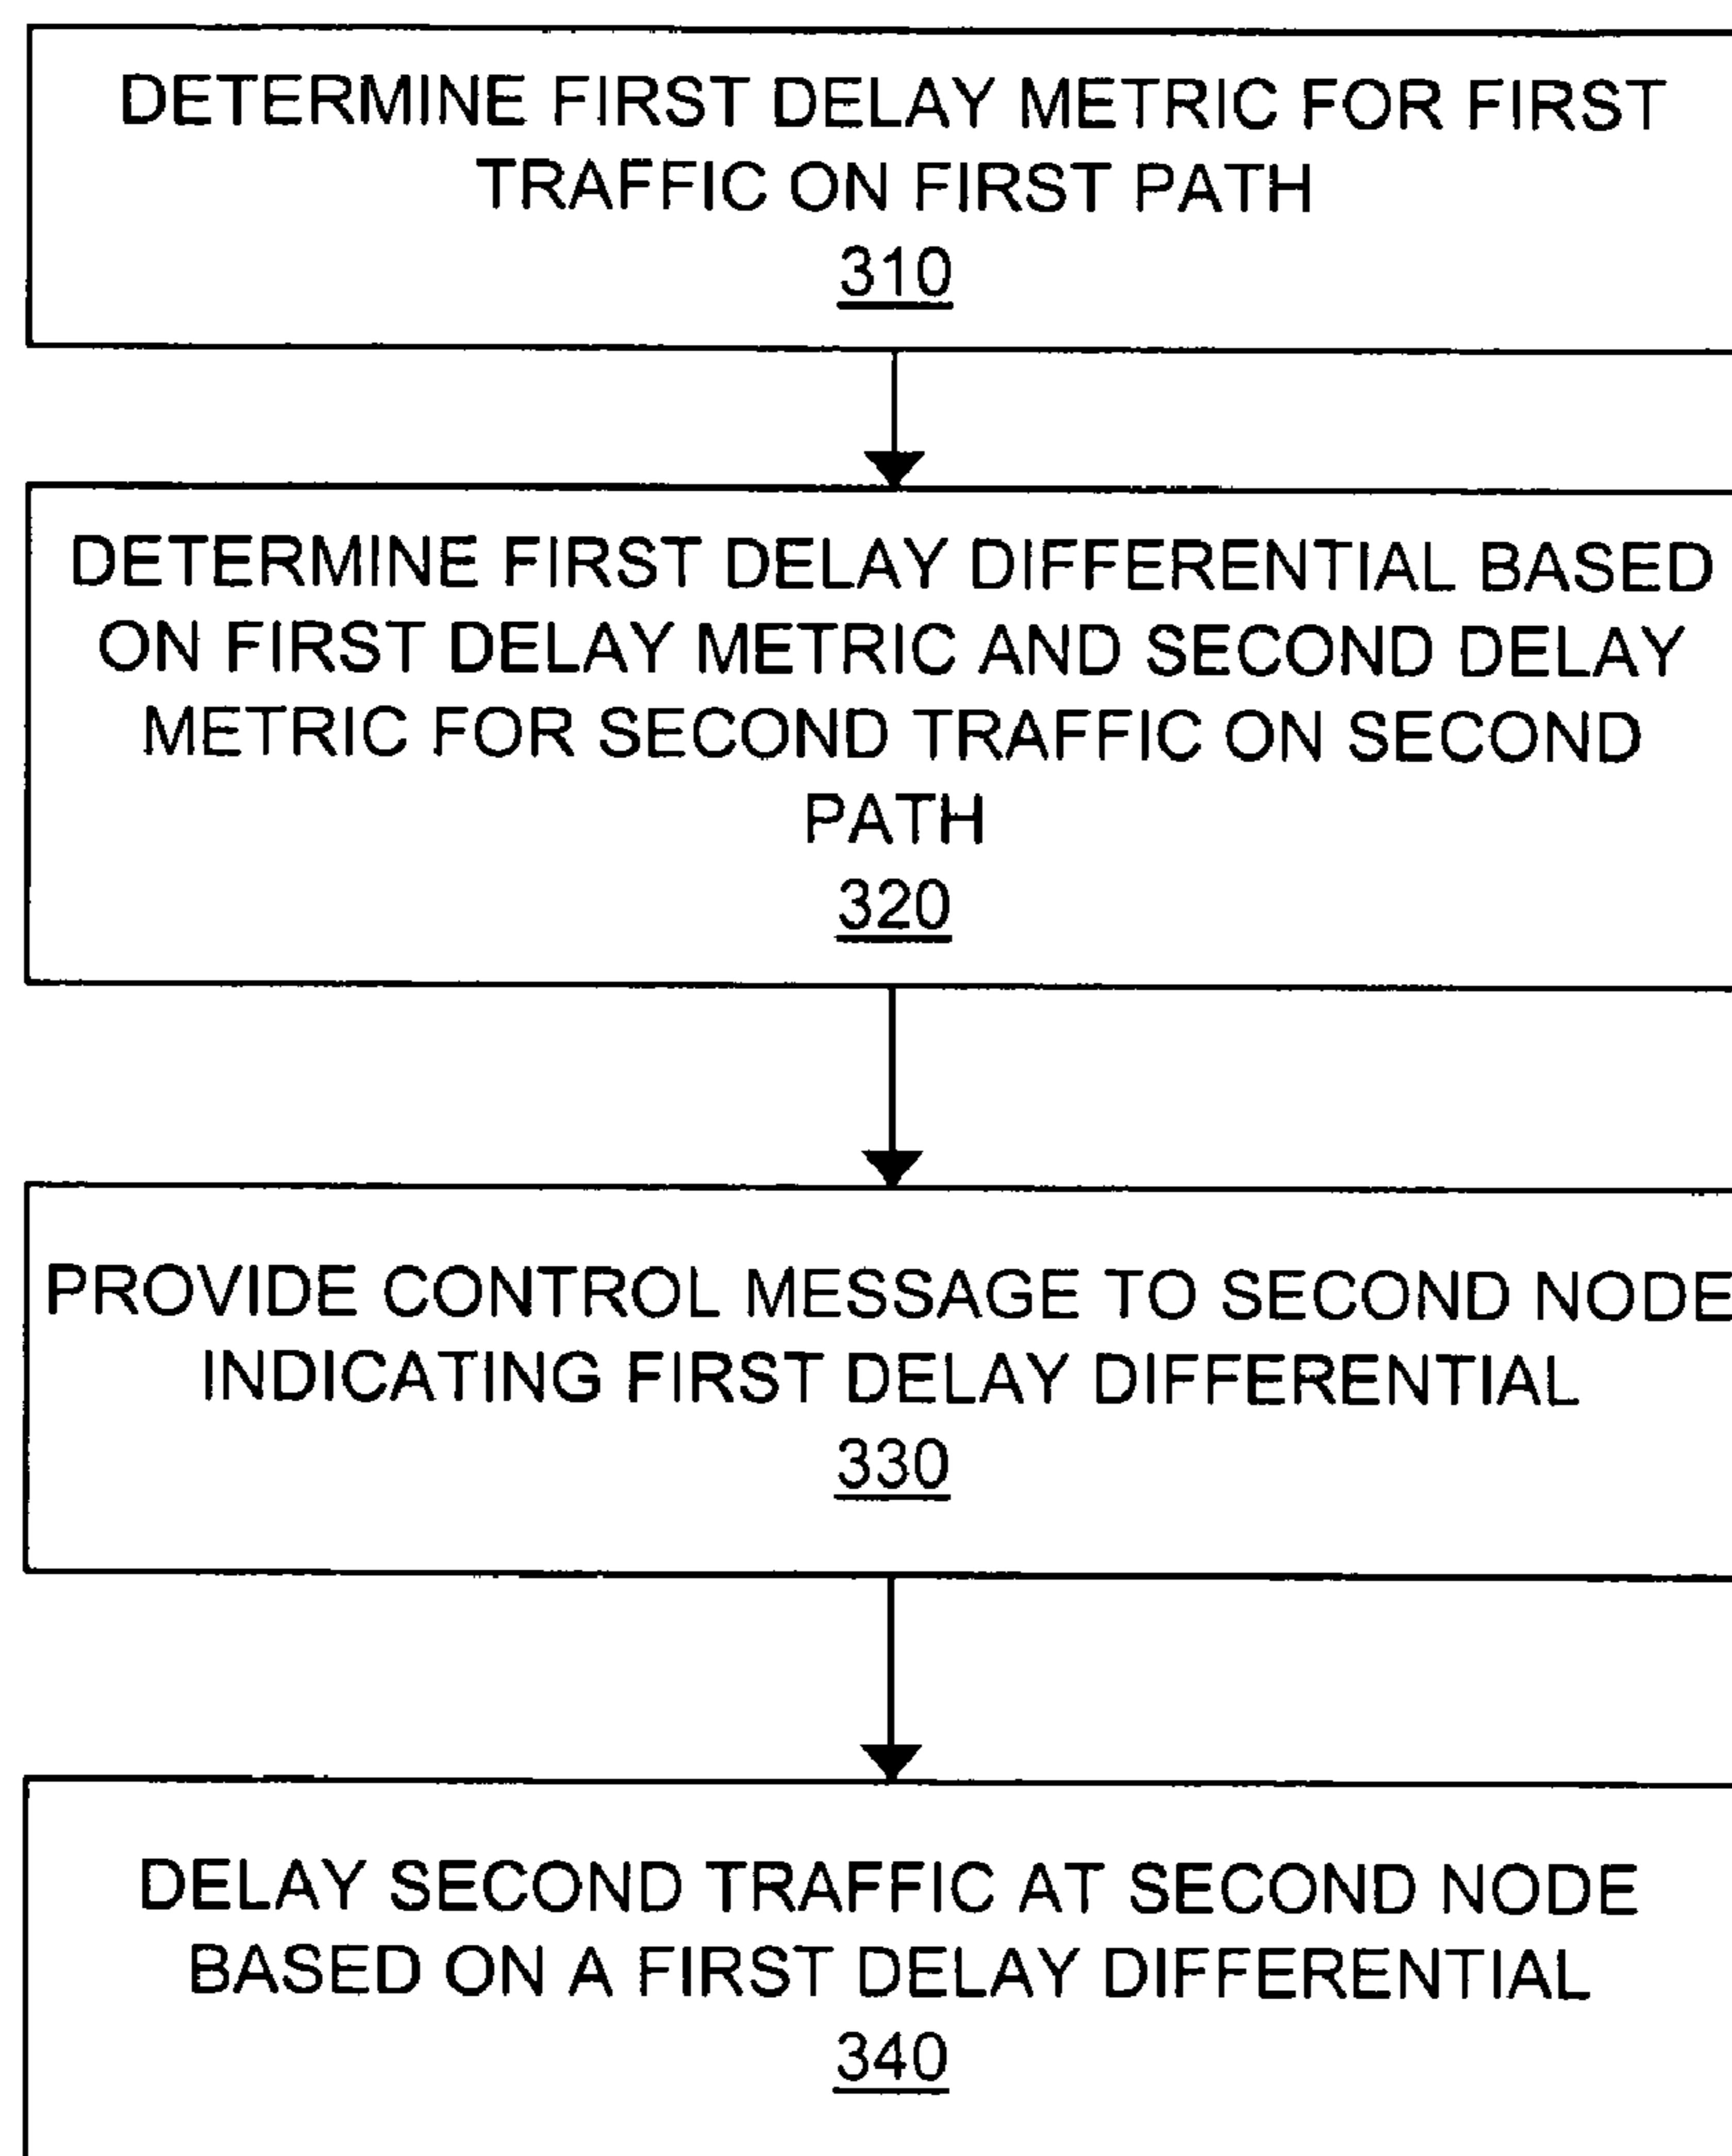 DETERMINE FIRST DELAY METRIC FOR FIRST
TRAFFIC ON FIRST PATH
310
DETERMINE FIRST DELAY DIFFERENTIAL BASED
ON FIRST DELAY METRIC AND SECOND DELAY
METRIC FOR SECOND TRAFFIC ON SECOND
PATH
320
PROVIDE CONTROL MESSAGE TO SECOND NODE
INDICATING FIRST DELAY DIFFERENTIAL
330
DELAY SECOND TRAFFIC AT SECOND NODE
BASED ON A FIRST DELAY DIFFERENTIAL
340